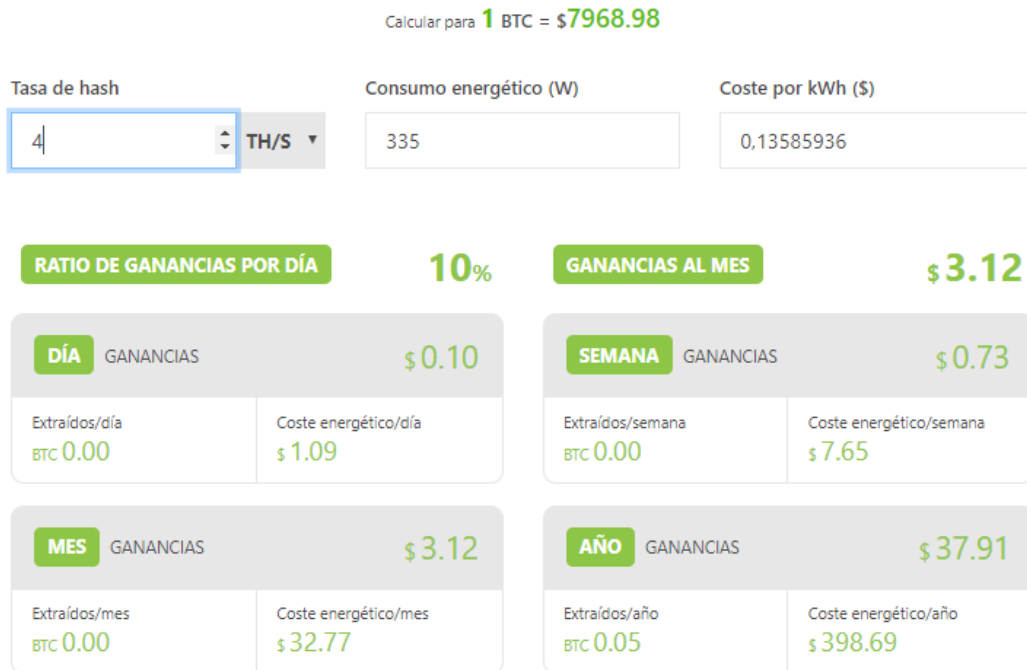 Calcular para 1 BTC = $7968.98
Tasa de hash
Consumo energético (W)
Coste por kWh ($)
4
TH/S
335
0,13585936
RATIO DE GANANCIAS POR DÍA 10%
GANANCIAS AL MES $3.12
DÍA GANANCIAS $0.10
Extraídos/día
BTC 0.00
Coste energético/día
$1.09
SEMANA GANANCIAS $0.73
Extraídos/semana
BTC 0.00
Coste energético/semana
$7.65
MES GANANCIAS $3.12
Extraídos/mes
BTC 0.00
Coste energético/mes
$32.77
AÑO GANANCIAS $37.91
Extraídos/año
BTC 0.05
Coste energético/año
$398.69